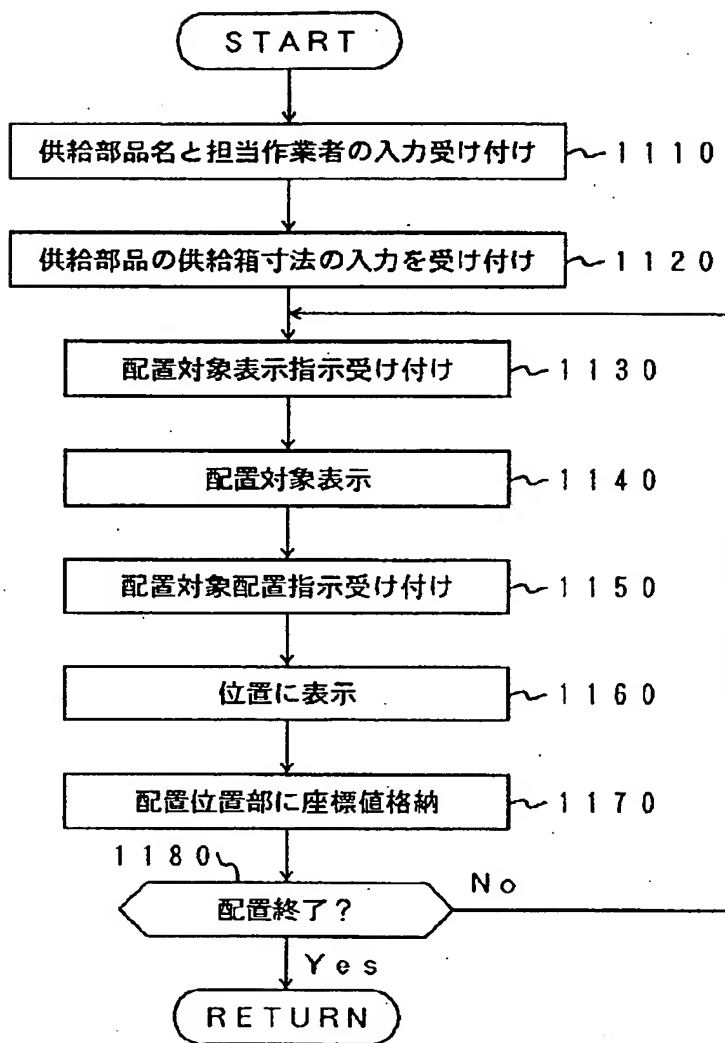 START
供給部品名と担当作業者の入力受け付け 1110
供給部品の供給箱寸法の入力を受け付け 1120
配置対象表示指示受け付け 1130
配置対象表示 1140
配置対象配置指示受け付け 1150
位置に表示 1160
配置位置部に座標値格納 1170
1180
配置終了? No
Yes
RETURN